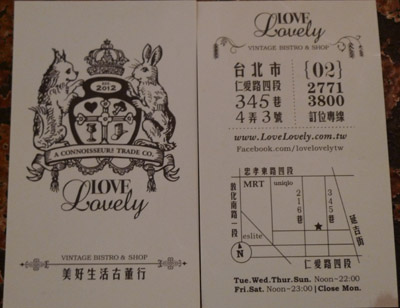 EST. 2012
A CONNOISSEUR! TRADE CO.
LOVE
Lovely
VINTAGE BISTRO & SHOP
美好生活古董行
LOVE
Lovely
VINTAGE BISTRO & SHOP
台北市
仁愛路四段
345巷
4弄3號
{02}
2771
3800
訂位專線
www.LoveLovely.com.tw
Facebook.com/lovelovelytw
忠孝東路四段
MRT
uniqlo
敦化南路一段
216巷
345巷
延吉街
eslite
N
仁愛路四段
Tue.Wed.Thur.Sun. Noon~22:00
Fri.Sat. Noon~23:00|Close Mon.